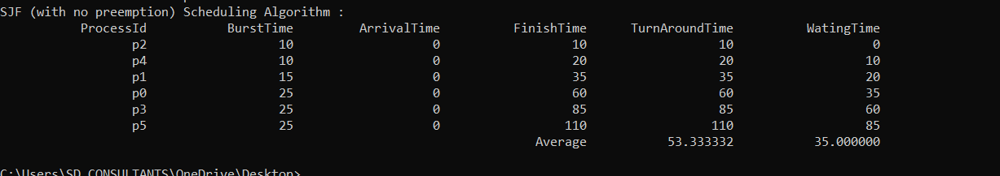 SJF (with no preemption) Scheduling Algorithm :
ProcessId BurstTime ArrivalTime FinishTime TurnAroundTime WatingTime
p2 10 0 10 10 0
p4 10 0 20 20 10
p1 15 0 35 35 20
p0 25 0 60 60 35
p3 25 0 85 85 60
p5 25 0 110 110 85
Average 53.333332 35.000000
C:\Users\SD CONSULTANTS\OneDrive\Desktop>